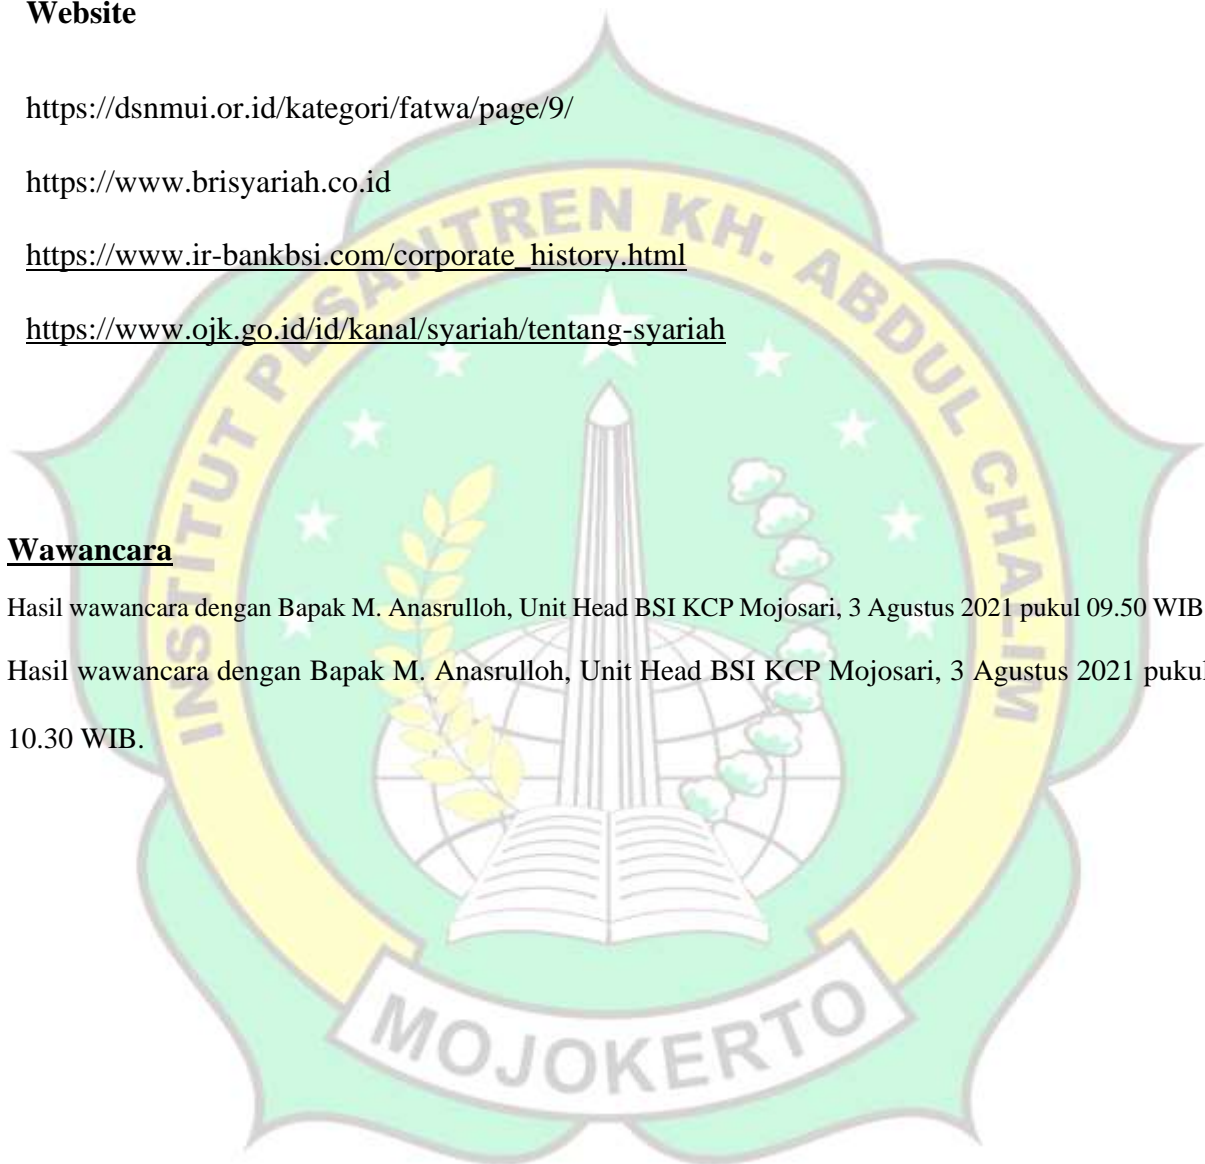 Website
https://dsnmui.or.id/kategori/fatwa/page/9/
https://www.brisyariah.co.id
https://www.ir-bankbsi.com/corporate_history.html
https://www.ojk.go.id/id/kanal/syariah/tentang-syariah
Wawancara
Hasil wawancara dengan Bapak M. Anasrulloh, Unit Head BSI KCP Mojosari, 3 Agustus 2021 pukul 09.50 WIB
Hasil wawancara dengan Bapak M. Anasrulloh, Unit Head BSI KCP Mojosari, 3 Agustus 2021 pukul
10.30 WIB.
INSTITUT PESANTREN KH. ABDUL CHALIM
MOJOKERTO